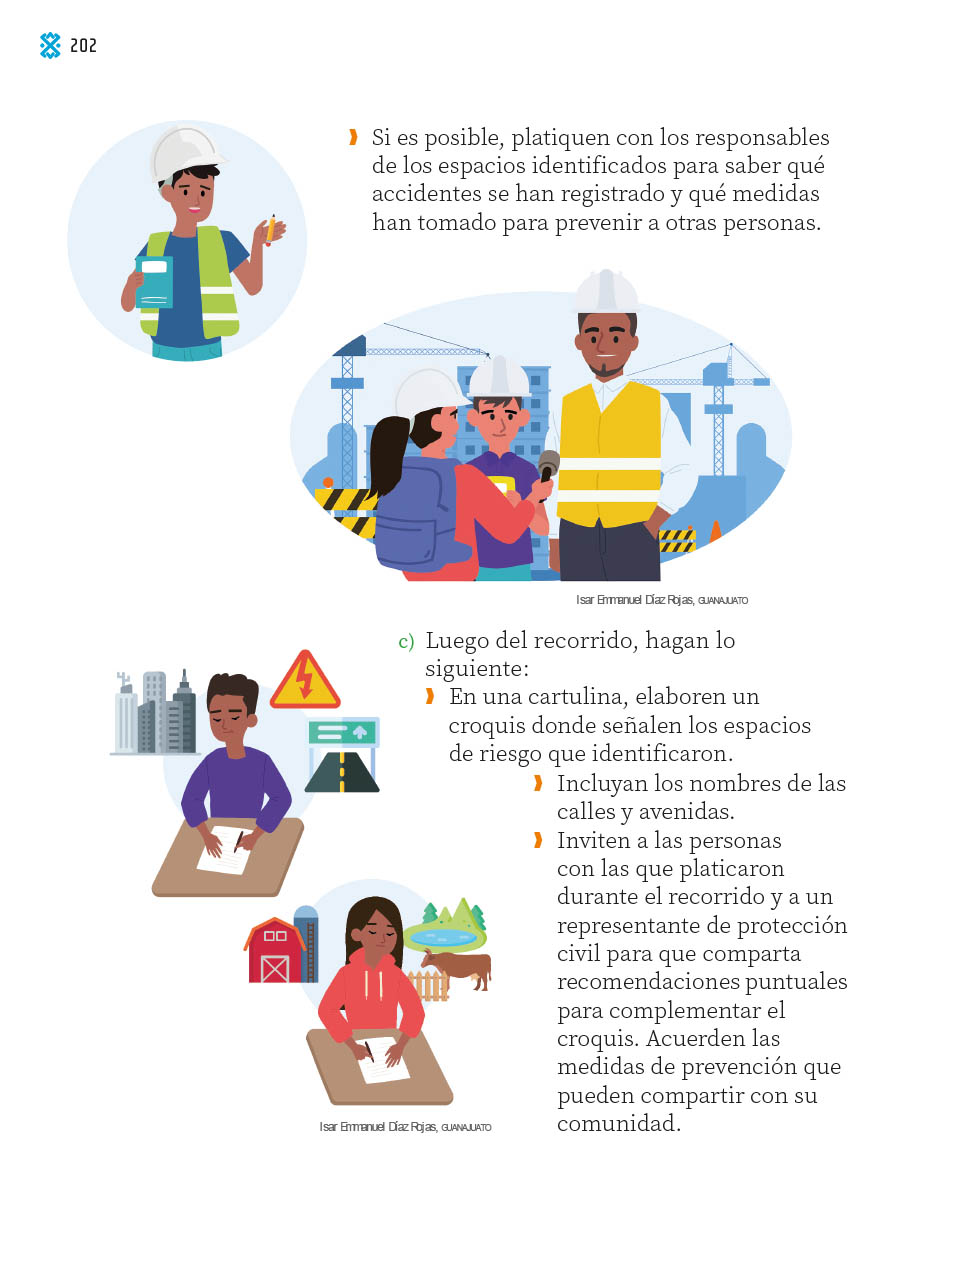 202
❱ Si es posible, platiquen con los responsables
de los espacios identificados para saber qué
accidentes se han registrado y qué medidas
han tomado para prevenir a otras personas.
Isar Emmanuel Díaz Rojas, GUANAJUATO
c) Luego del recorrido, hagan lo
siguiente:
❱ En una cartulina, elaboren un
croquis donde señalen los espacios
de riesgo que identificaron.
❱ Incluyan los nombres de las
calles y avenidas.
❱ Inviten a las personas
con las que platicaron
durante el recorrido y a un
representante de protección
civil para que comparta
recomendaciones puntuales
para complementar el
croquis. Acuerden las
medidas de prevención que
pueden compartir con su
comunidad.
Isar Emmanuel Díaz Rojas, GUANAJUATO